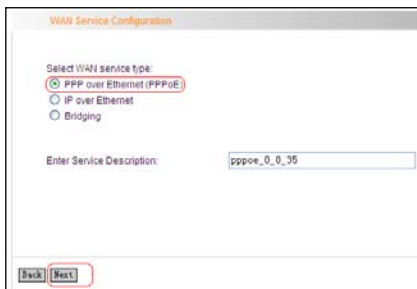 WAN Service Configuration
Select WAN service type:
PPP over Ethernet (PPPoE)
IP over Ethernet
Bridging
Enter Service Description: pppoe_0_0_35
Back Next